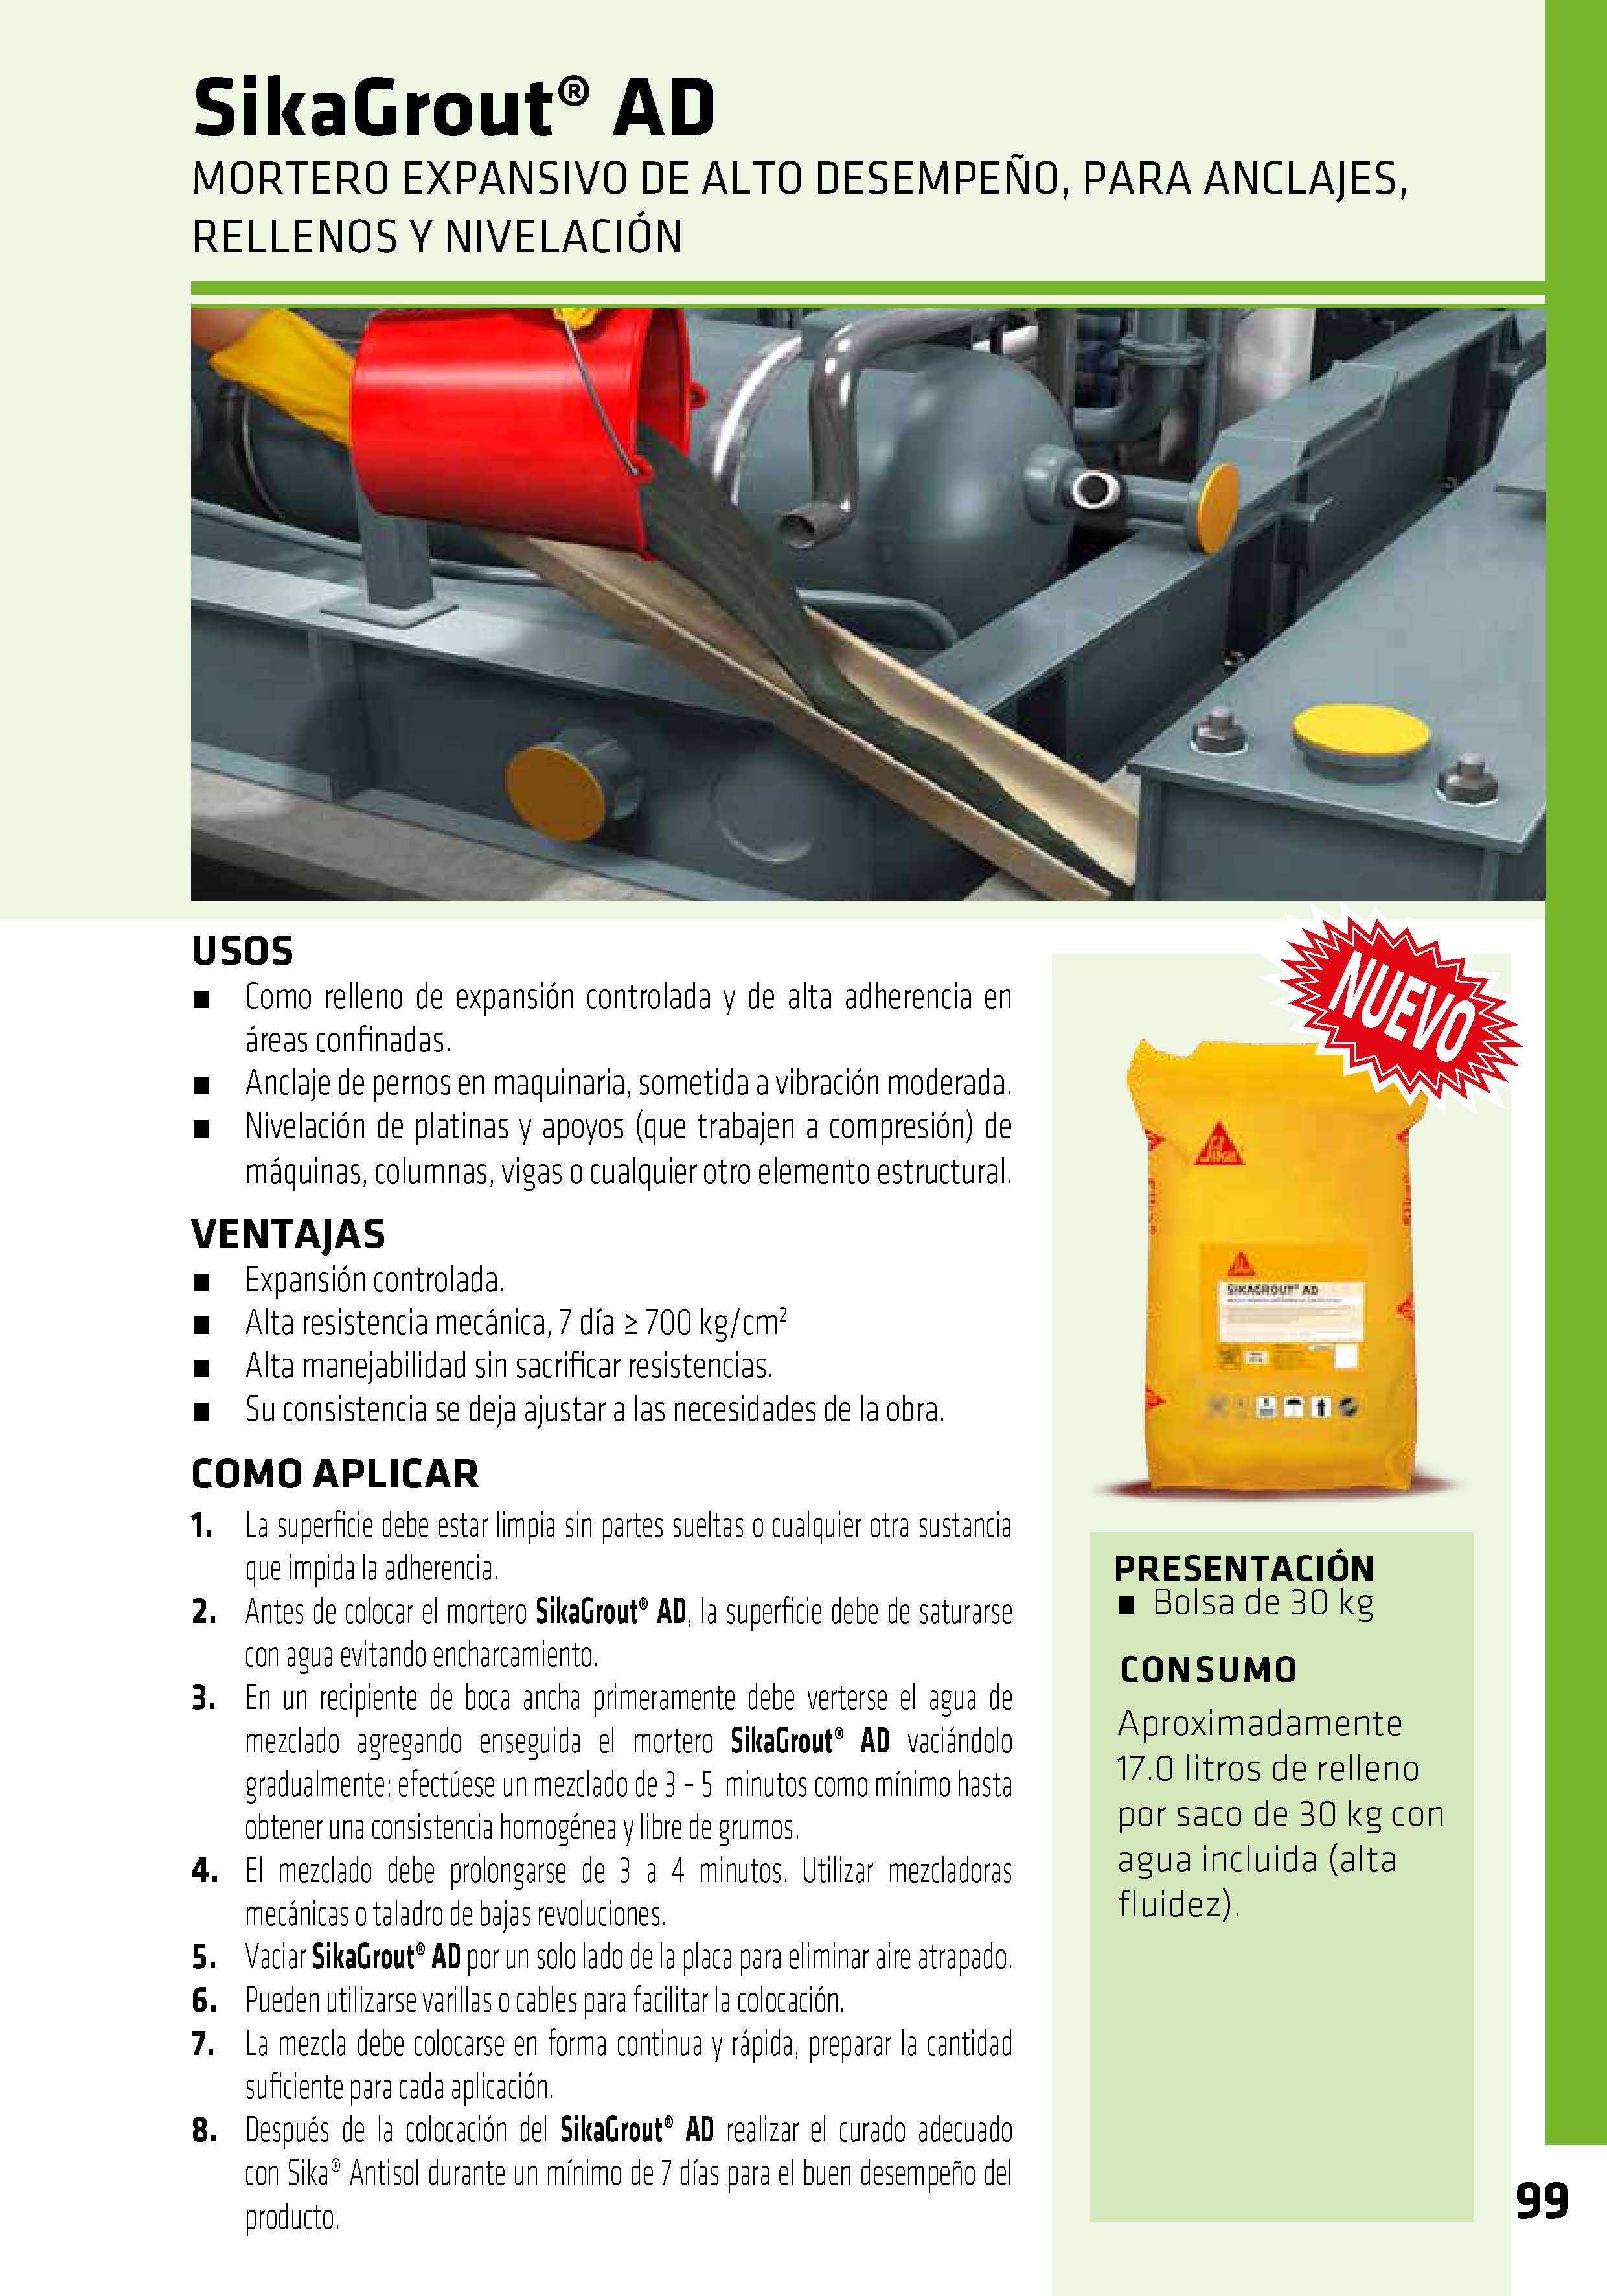 SikaGrout® AD
MORTERO EXPANSIVO DE ALTO DESEMPEÑO, PARA ANCLAJES,
RELLENOS Y NIVELACIÓN
USOS
■ Como relleno de expansión controlada y de alta adherencia en
áreas confinadas.
■ Anclaje de pernos en maquinaria, sometida a vibración moderada.
■ Nivelación de platinas y apoyos (que trabajen a compresión) de
máquinas, columnas, vigas o cualquier otro elemento estructural.
VENTAJAS
■ Expansión controlada.
■ Alta resistencia mecánica, 7 día ≥ 700 kg/cm²
■ Alta manejabilidad sin sacrificar resistencias.
■ Su consistencia se deja ajustar a las necesidades de la obra.
COMO APLICAR
1. La superficie debe estar limpia sin partes sueltas o cualquier otra sustancia
que impida la adherencia.
2. Antes de colocar el mortero SikaGrout® AD, la superficie debe de saturarse
con agua evitando encharcamiento.
3. En un recipiente de boca ancha primeramente debe verterse el agua de
mezclado agregando enseguida el mortero SikaGrout® AD vaciándolo
gradualmente; efectúese un mezclado de 3 – 5 minutos como mínimo hasta
obtener una consistencia homogénea y libre de grumos.
4. El mezclado debe prolongarse de 3 a 4 minutos. Utilizar mezcladoras
mecánicas o taladro de bajas revoluciones.
5. Vaciar SikaGrout® AD por un solo lado de la placa para eliminar aire atrapado.
6. Pueden utilizarse varillas o cables para facilitar la colocación.
7. La mezcla debe colocarse en forma continua y rápida, preparar la cantidad
suficiente para cada aplicación.
8. Después de la colocación del SikaGrout® AD realizar el curado adecuado
con Sika® Antisol durante un mínimo de 7 días para el buen desempeño del
producto.
NUEVO
Sika
SIKAGROUT® AD
PRESENTACIÓN
■ Bolsa de 30 kg
CONSUMO
Aproximadamente
17.0 litros de relleno
por saco de 30 kg con
agua incluida (alta
fluidez).
99